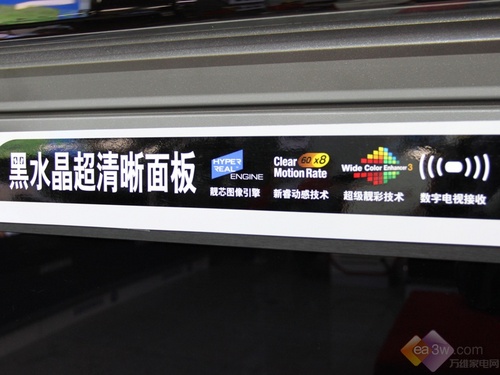 黑水晶超清晰面板
HYPER
REAL
ENGINE
靓芯图像引擎
Clear 60 x8
Motion Rate
新睿动感技术
Wide Color Enhancer 3
超级靓彩技术
数字电视接收
ea3w.com
万维家电网